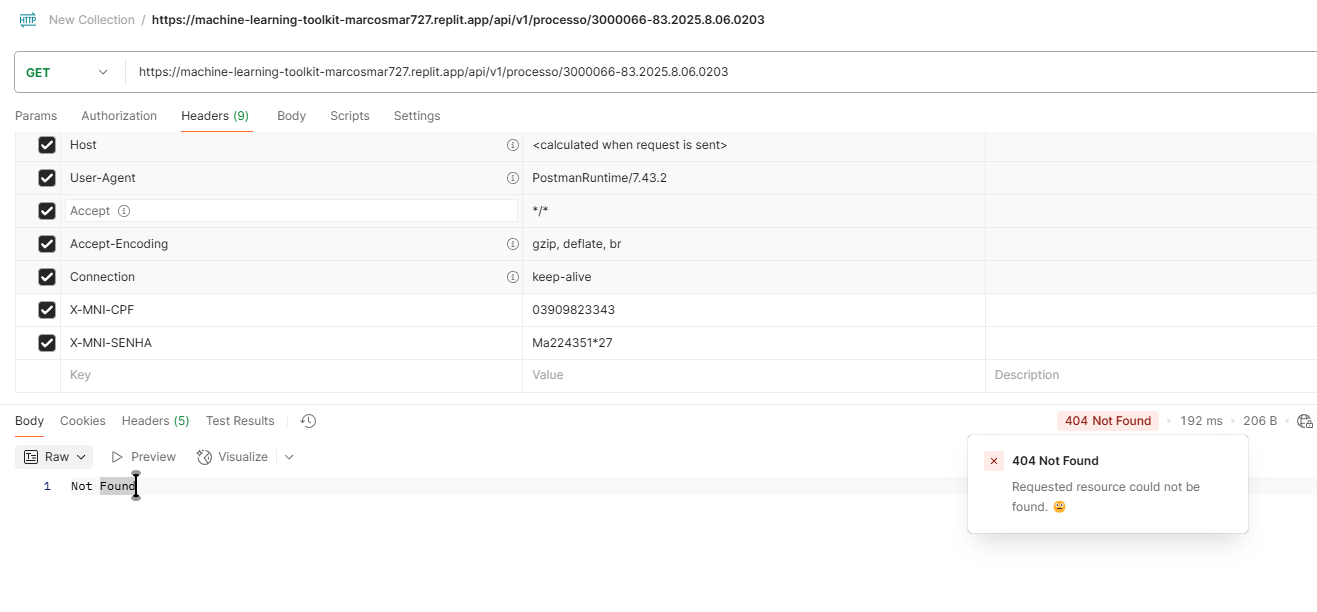 HTTP New Collection / https://machine-learning-toolkit-marcosmar727.replit.app/api/v1/processo/3000066-83.2025.8.06.0203
GET https://machine-learning-toolkit-marcosmar727.replit.app/api/v1/processo/3000066-83.2025.8.06.0203
Params Authorization Headers (9) Body Scripts Settings
Host <calculated when request is sent>
User-Agent PostmanRuntime/7.43.2
Accept */*
Accept-Encoding gzip, deflate, br
Connection keep-alive
X-MNI-CPF 03909823343
X-MNI-SENHA Ma224351*27
Key Value Description
Body Cookies Headers (5) Test Results 404 Not Found • 192 ms • 206 B •
Raw Preview Visualize
1 Not Found
404 Not Found
Requested resource could not be
found. 😫